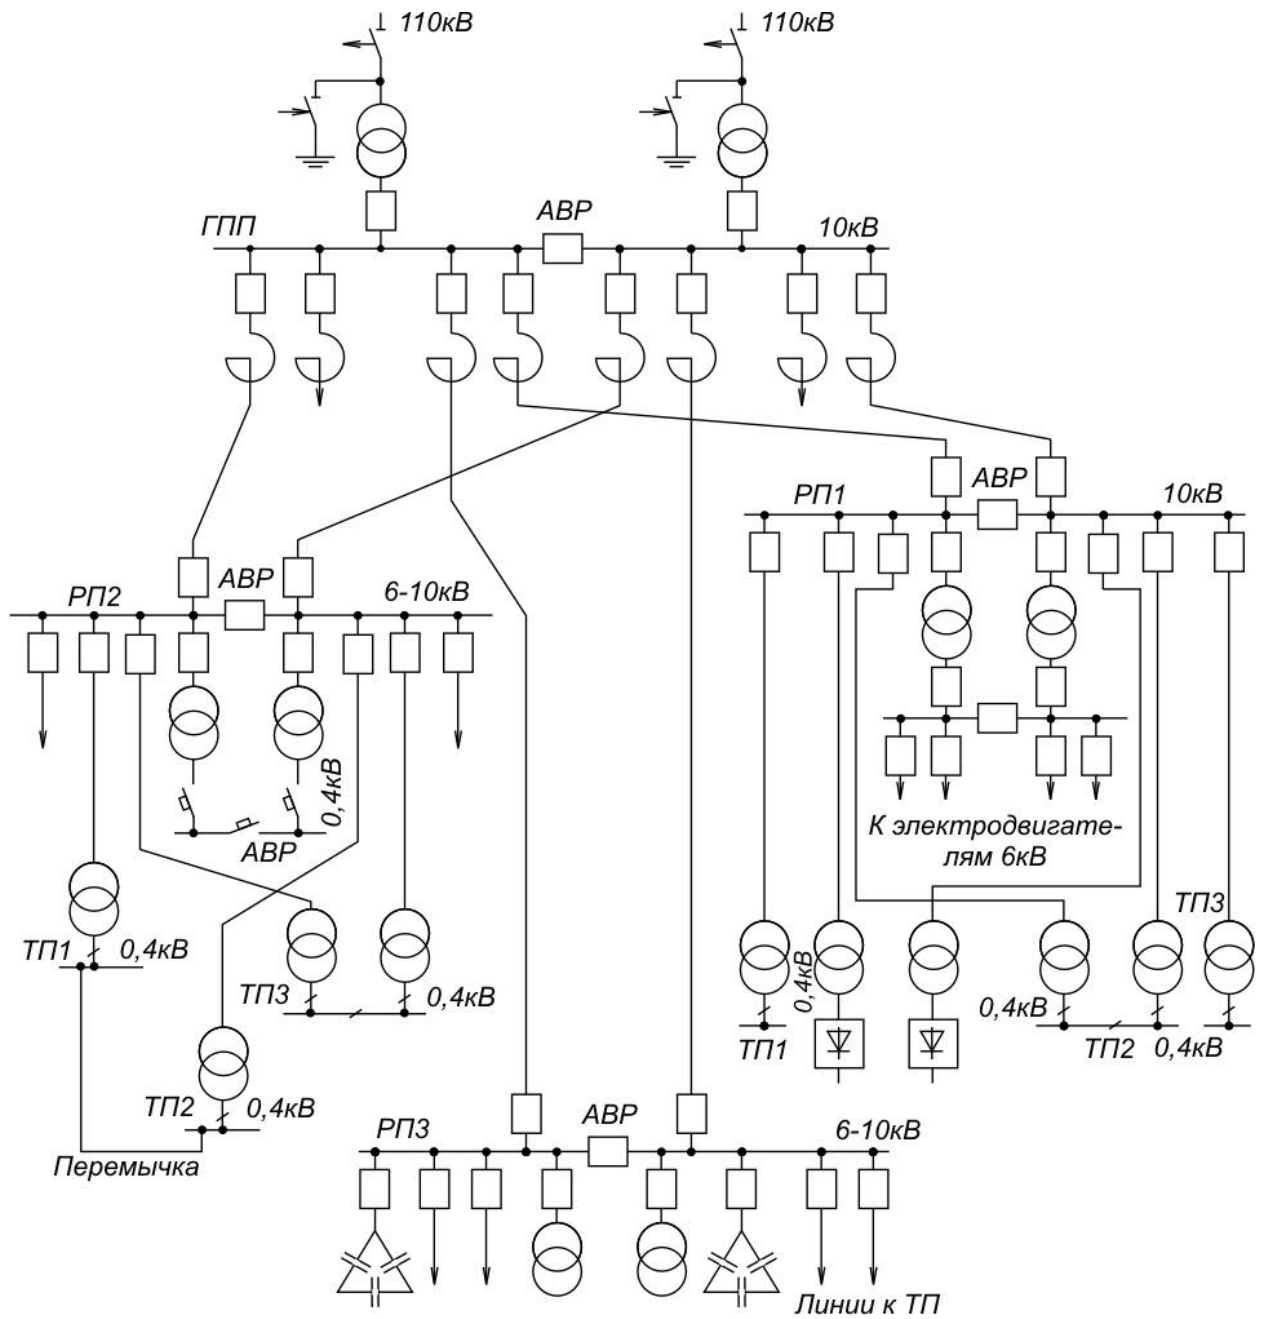 110кВ
110кВ
ГПП
АВР
10кВ
РП1
АВР
10кВ
РП2
АВР
6-10кВ
0,4кВ
АВР
К электродвигате-
лям 6кВ
ТП1
0,4кВ
ТП3
0,4кВ
ТП2
0,4кВ
Перемычка
ТП3
0,4кВ
0,4кВ
ТП1
ТП2
0,4кВ
РП3
АВР
6-10кВ
Линии к ТП